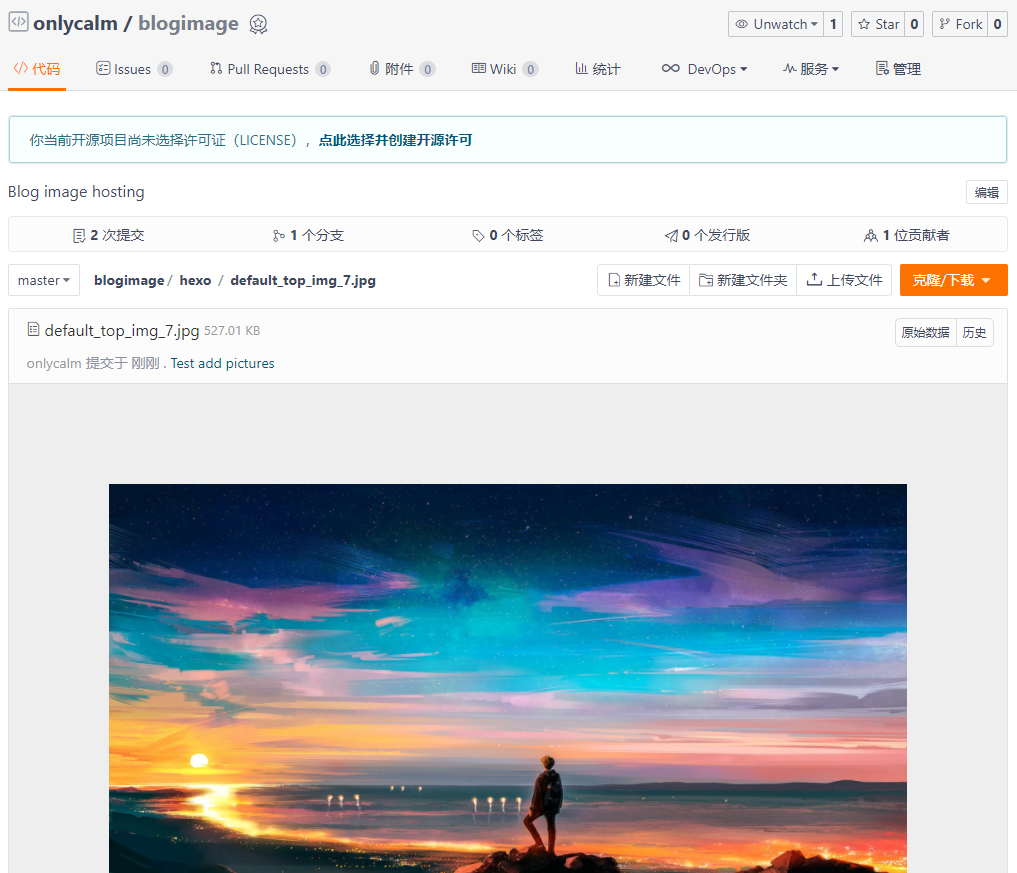 onlycalm / blogimage Unwatch 1 Star 0 Fork 0
代码 Issues 0 Pull Requests 0 附件 0 Wiki 0 统计 DevOps 服务 管理
你当前开源项目尚未选择许可证（LICENSE），点此选择并创建开源许可
Blog image hosting 编辑
2 次提交 1 个分支 0 个标签 0 个发行版 1 位贡献者
master blogimage / hexo / default_top_img_7.jpg 新建文件 新建文件夹 上传文件 克隆/下载
default_top_img_7.jpg 527.01 KB 原始数据 历史
onlycalm 提交于 刚刚 . Test add pictures